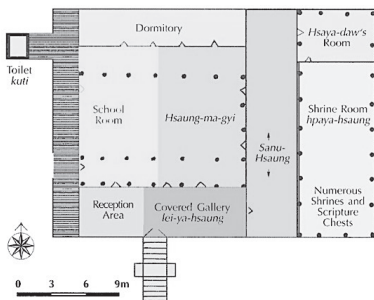 Dormitory
Hsaya-daw's
Room
Toilet
kuti
School
Room
Hsaung-ma-gyi
Sanu-
Hsaung
Shrine Room
hpaya-hsaung
Numerous
Shrines and
Scripture
Chests
Reception
Area
Covered Gallery
lei-ya-hsaung
0 3 6 9m